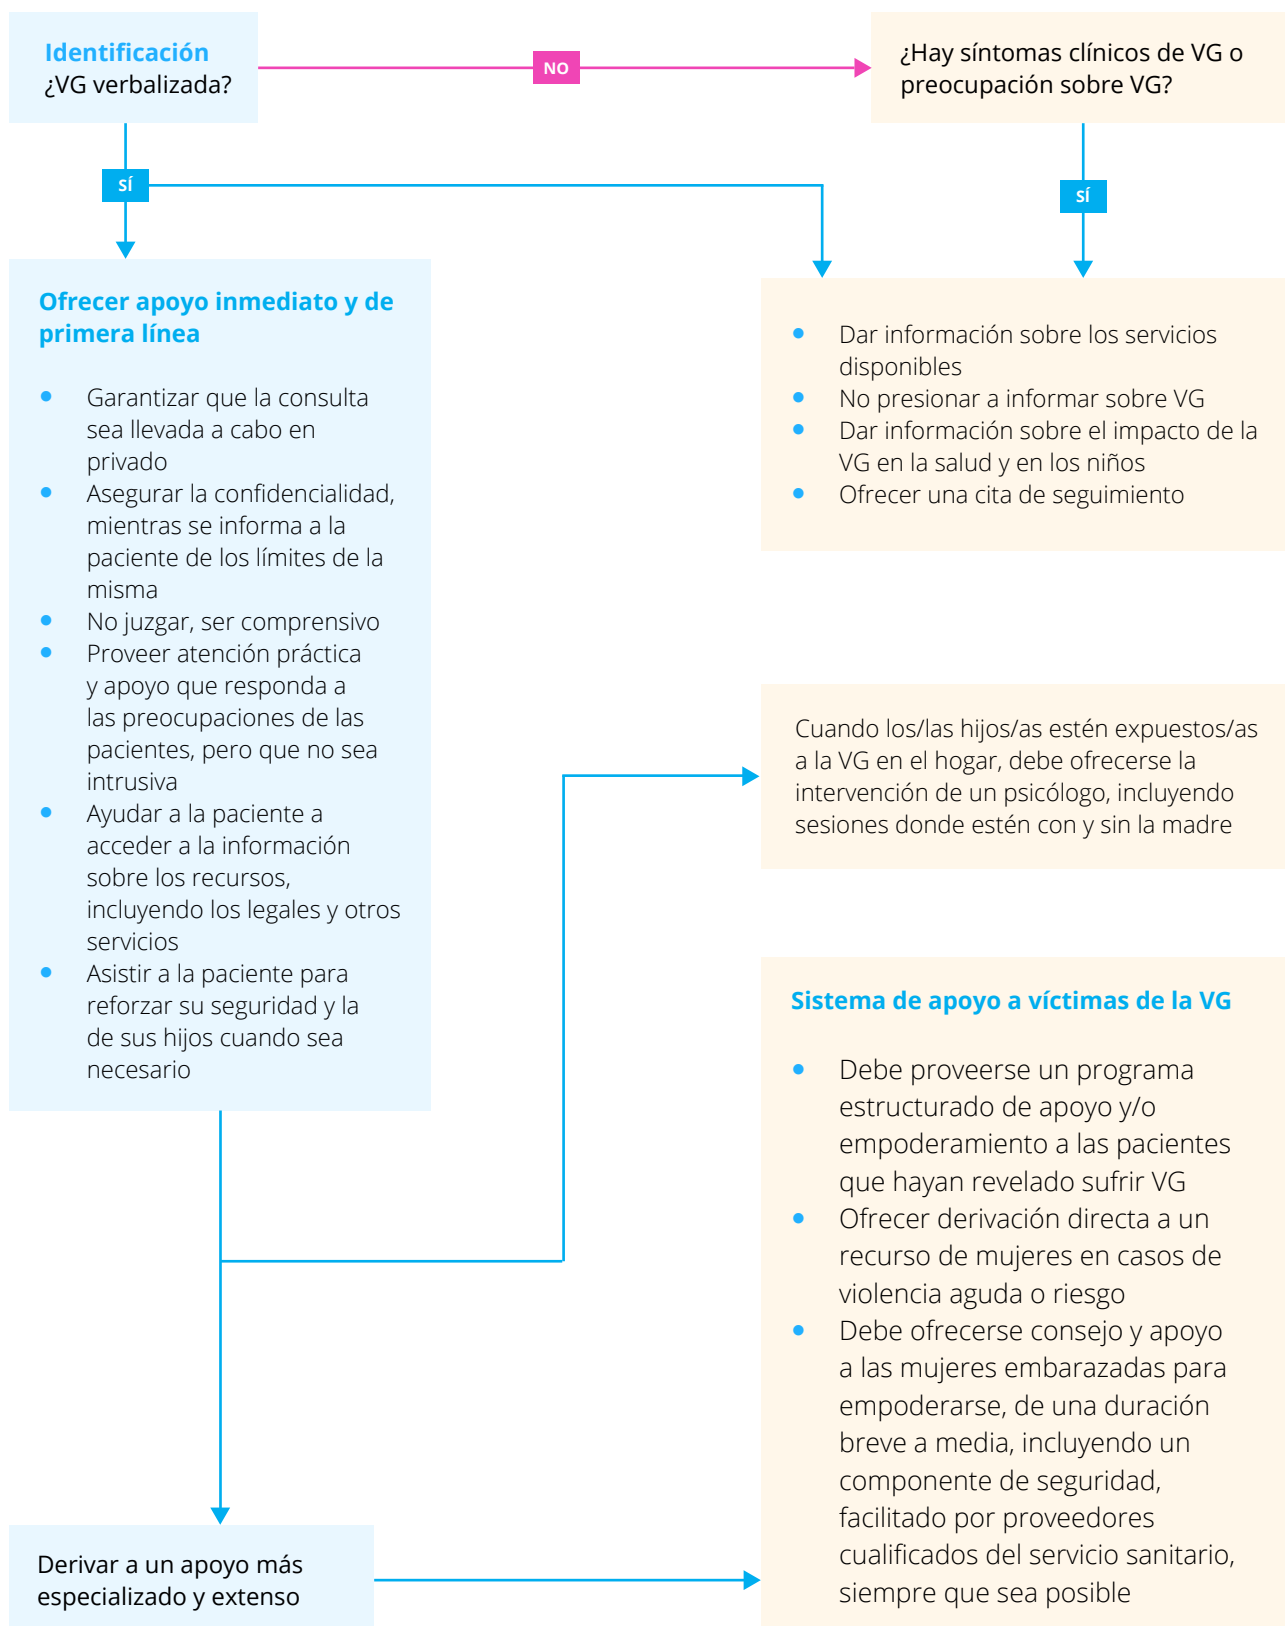 Identificación
¿VG verbalizada?
NO
¿Hay síntomas clínicos de VG o
preocupación sobre VG?
SÍ
SÍ
Ofrecer apoyo inmediato y de
primera línea
• Garantizar que la consulta
sea llevada a cabo en
privado
• Asegurar la confidencialidad,
mientras se informa a la
paciente de los límites de la
misma
• No juzgar, ser comprensivo
• Proveer atención práctica
y apoyo que responda a
las preocupaciones de las
pacientes, pero que no sea
intrusiva
• Ayudar a la paciente a
acceder a la información
sobre los recursos,
incluyendo los legales y otros
servicios
• Asistir a la paciente para
reforzar su seguridad y la
de sus hijos cuando sea
necesario
• Dar información sobre los servicios
disponibles
• No presionar a informar sobre VG
• Dar información sobre el impacto de la
VG en la salud y en los niños
• Ofrecer una cita de seguimiento
Cuando los/las hijos/as estén expuestos/as
a la VG en el hogar, debe ofrecerse la
intervención de un psicólogo, incluyendo
sesiones donde estén con y sin la madre
Derivar a un apoyo más
especializado y extenso
Sistema de apoyo a víctimas de la VG
• Debe proveerse un programa
estructurado de apoyo y/o
empoderamiento a las pacientes
que hayan revelado sufrir VG
• Ofrecer derivación directa a un
recurso de mujeres en casos de
violencia aguda o riesgo
• Debe ofrecerse consejo y apoyo
a las mujeres embarazadas para
empoderarse, de una duración
breve a media, incluyendo un
componente de seguridad,
facilitado por proveedores
cualificados del servicio sanitario,
siempre que sea posible